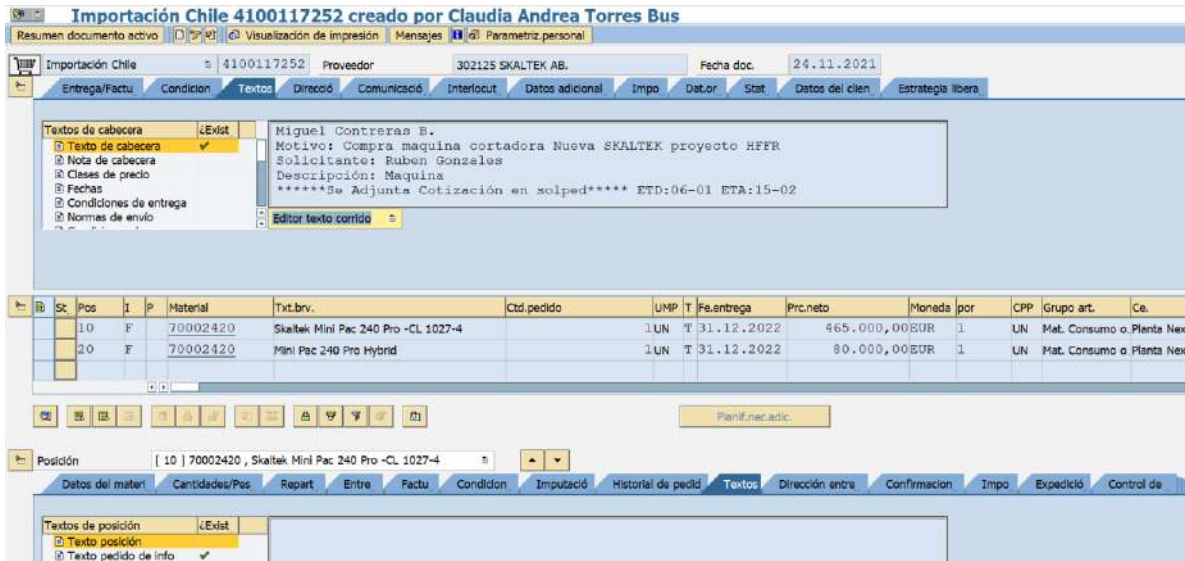 Importación Chile 4100117252 creado por Claudia Andrea Torres Bus
Resumen documento activo Visualización de impresión Mensajes Parametriz.personal
Importación Chile 4100117252 Proveedor 302125 SKALTEK AB. Fecha doc. 24.11.2021
Entrega/Factu Condicion Textos Direcció Comunicació Interlocut Datos adicional Impo Dat.or Stat Datos del clien Estrategia libera
Textos de cabecera ¿Exist
Texto de cabecera
Nota de cabecera
Clases de precio
Fechas
Condiciones de entrega
Normas de envío
Miguel Contreras B.
Motivo: Compra maquina cortadora Nueva SKALTEK proyecto HFFR
Solicitante: Ruben Gonzales
Descripción: Maquina
******Se Adjunta Cotización en solped***** ETD:06-01 ETA:15-02
Editor texto corrido
St Pos I P Material Txt.brv. Ctd.pedido UMP T Fe.entrega Prc.neto Moneda por CPP Grupo art. Ce.
10 F 70002420 Skaltek Mini Pac 240 Pro -CL 1027-4 1 UN T 31.12.2022 465.000,00 EUR 1 UN Mat. Consumo o Planta Nex
20 F 70002420 Mini Pac 240 Pro Hybrid 1 UN T 31.12.2022 80.000,00 EUR 1 UN Mat. Consumo o Planta Nex
Planif.nec.adic.
Posición [ 10 ] 70002420 , Skaltek Mini Pac 240 Pro -CL 1027-4
Datos del materi Cantidades/Pes Repart Entre Factu Condicion Imputació Historial de pedid Textos Dirección entre Confirmacion Impo Expedició Control de
Textos de posición ¿Exist
Texto posición
Texto pedido de info